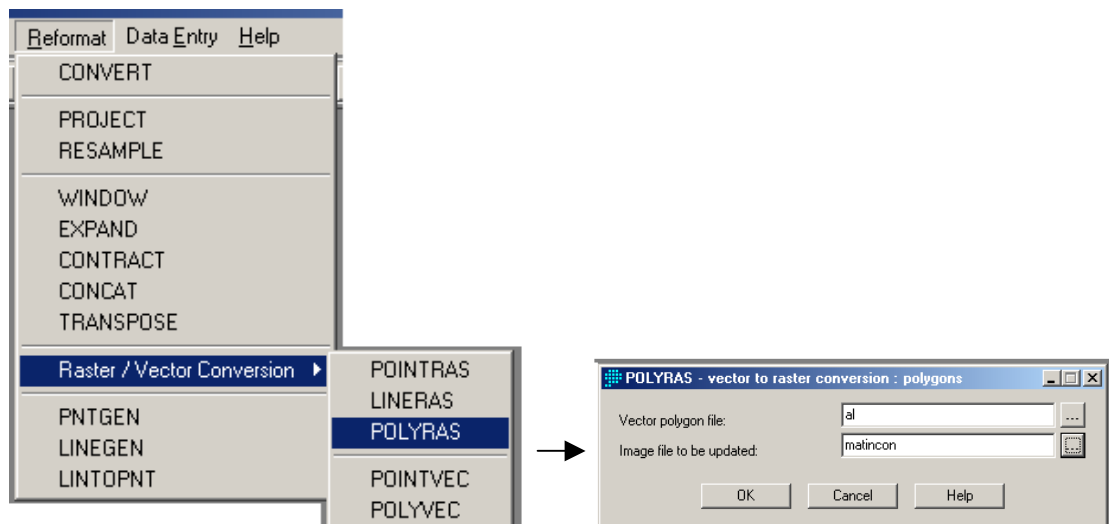 Reformat Data Entry Help
CONVERT
PROJECT
RESAMPLE
WINDOW
EXPAND
CONTRACT
CONCAT
TRANSPOSE
Raster / Vector Conversion
PNTGEN
LINEGEN
LINTOPNT
POINTRAS
LINERAS
POLYRAS
POINTVEC
POLYVEC
POLYRAS - vector to raster conversion : polygons
Vector polygon file: al ...
Image file to be updated: matincon ...
OK Cancel Help